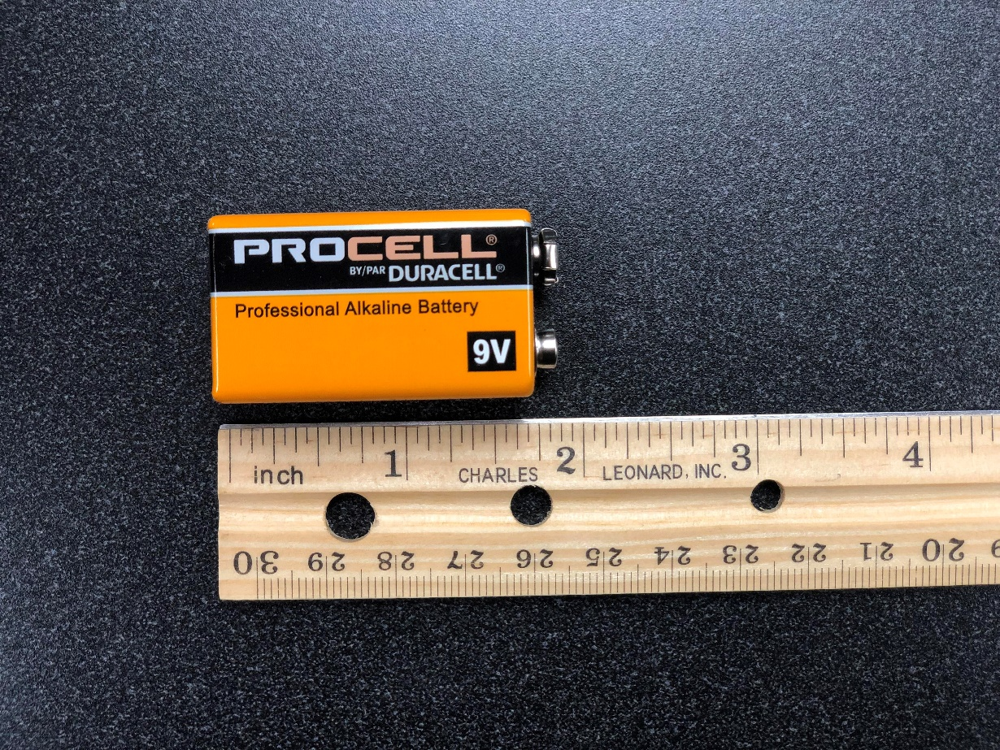 PROCELL®
BY/PAR DURACELL®
Professional Alkaline Battery
9V
1 2 3 4
inch CHARLES LEONARD, INC.
30 29 28 27 26 25 24 23 22 21 20